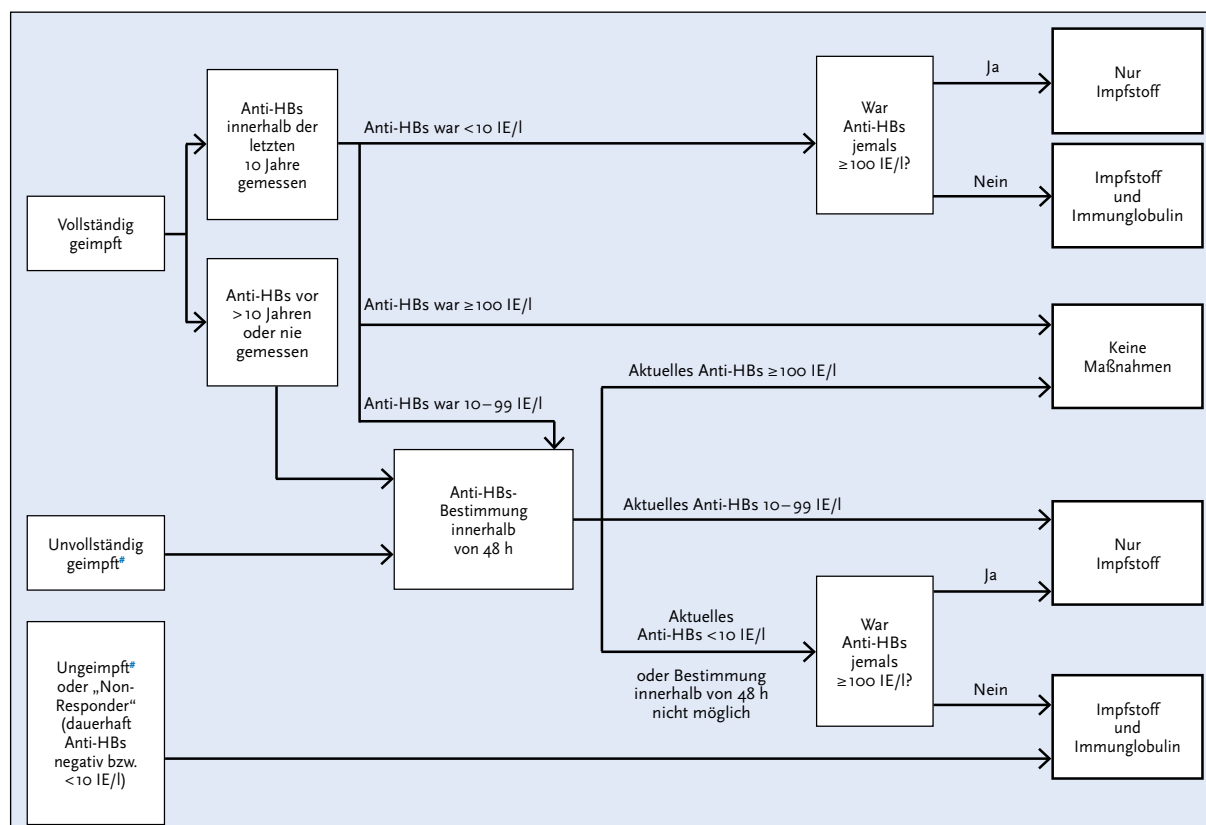 Anti-HBs
innerhalb der
letzten
10 Jahre
gemessen
Anti-HBs war <10 IE/l
War
Anti-HBs
jemals
≥100 IE/l?
Ja
Nur
Impfstoff
Nein
Impfstoff
und
Immunglobulin
Vollständig
geimpft
Anti-HBs vor
>10 Jahren
oder nie
gemessen
Anti-HBs war ≥100 IE/l
Keine
Maßnahmen
Aktuelles Anti-HBs ≥100 IE/l
Anti-HBs war 10–99 IE/l
Anti-HBs-
Bestimmung
innerhalb
von 48 h
Aktuelles Anti-HBs 10–99 IE/l
Nur
Impfstoff
Unvollständig
geimpft#
Aktuelles
Anti-HBs <10 IE/l
oder Bestimmung
innerhalb von 48 h
nicht möglich
War
Anti-HBs
jemals
≥100 IE/l?
Ja
Nein
Impfstoff
und
Immunglobulin
Ungeimpft#
oder „Non-
Responder“
(dauerhaft
Anti-HBs
negativ bzw.
<10 IE/l)